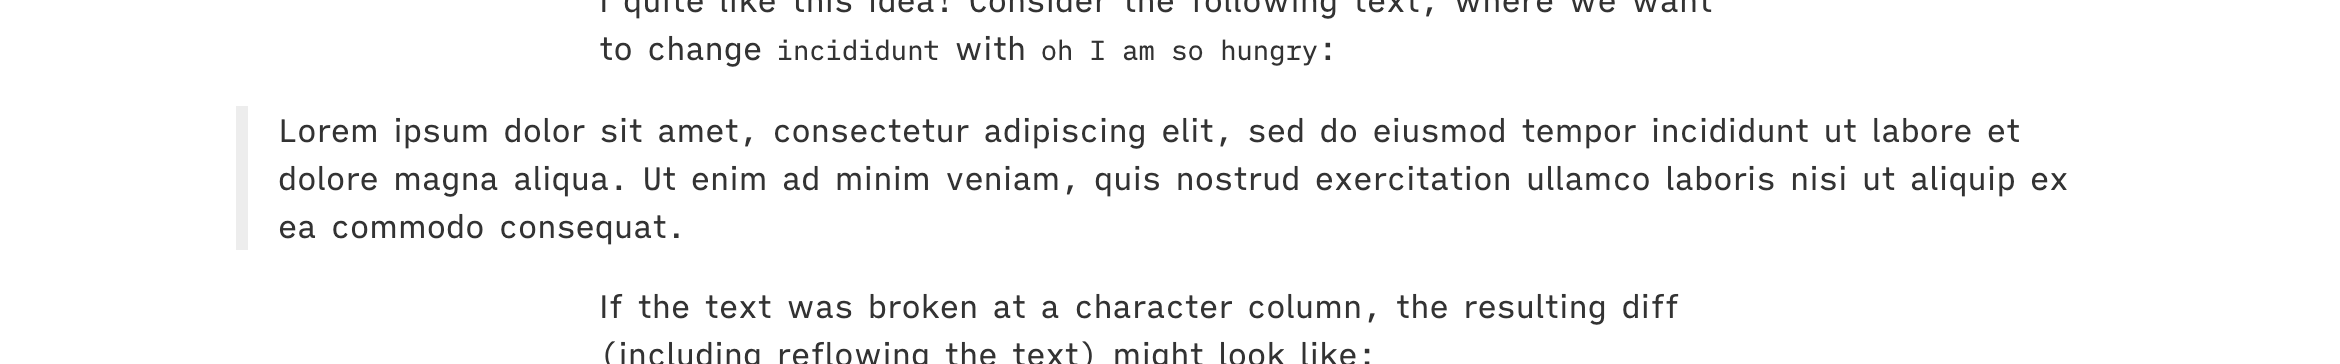 I quite like this idea! Consider the following text, where we want
to change incididunt with oh I am so hungry:
Lorem ipsum dolor sit amet, consectetur adipiscing elit, sed do eiusmod tempor incididunt ut labore et
dolore magna aliqua. Ut enim ad minim veniam, quis nostrud exercitation ullamco laboris nisi ut aliquip ex
ea commodo consequat.
If the text was broken at a character column, the resulting diff
(including reflowing the text) might look like: